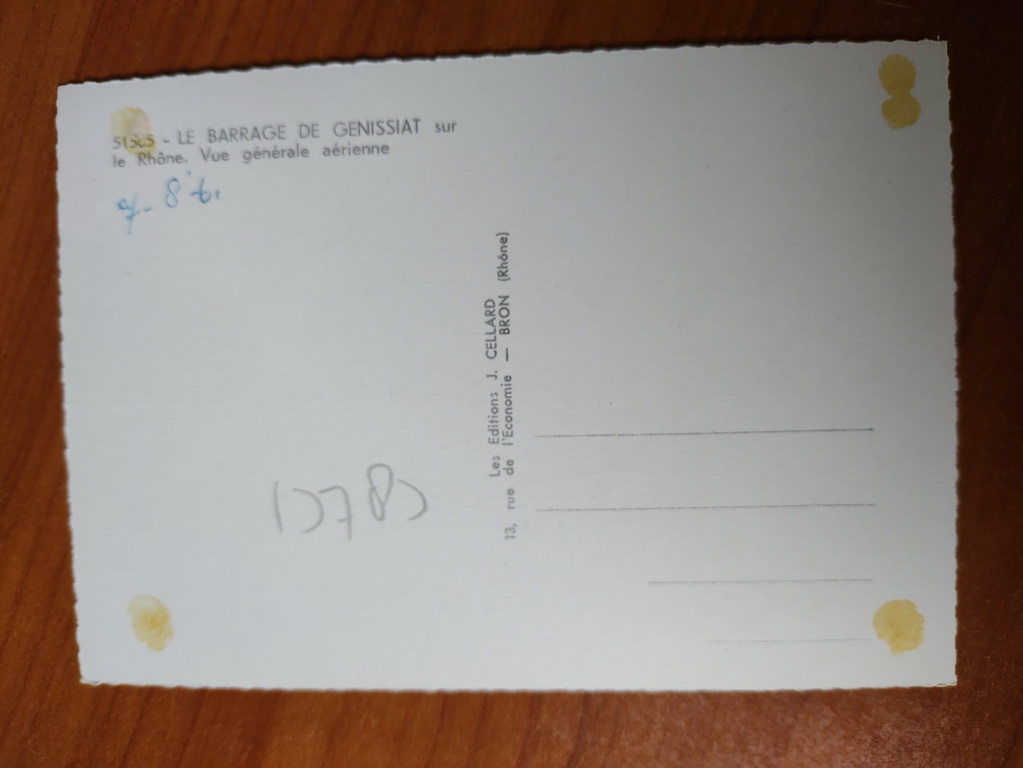 - LE BARRAGE DE GENISSIAT sur
le Rhône. Vue générale aérienne
Les Editions J. CELLARD
13, rue de l'Economie — BRON (Rhône)